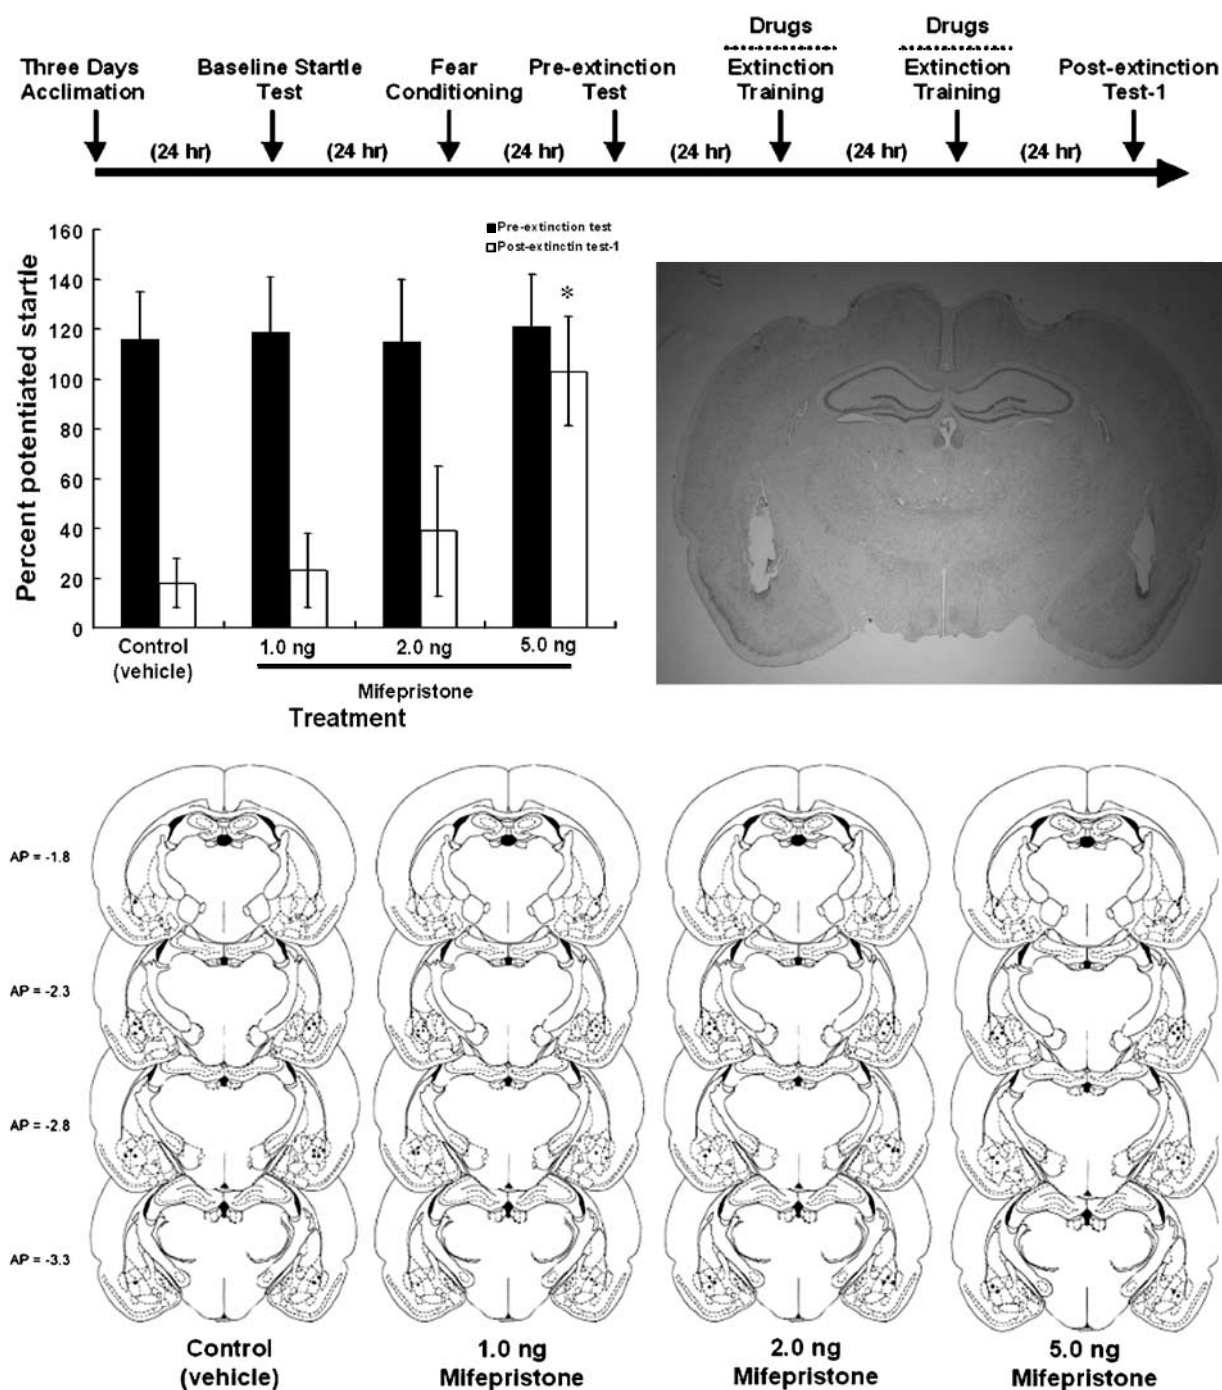 Drugs
Drugs
Three Days
Acclimation
Baseline Startle
Test
Fear
Conditioning
Pre-extinction
Test
Extinction
Training
Extinction
Training
Post-extinction
Test-1
(24 hr)
(24 hr)
(24 hr)
(24 hr)
(24 hr)
(24 hr)
Percent potentiated startle
160
140
120
100
80
60
40
20
0
Pre-extinction test
Post-extinctin test-1
*
Control
(vehicle)
1.0 ng
2.0 ng
5.0 ng
Mifepristone
Treatment
AP = -1.8
AP = -2.3
AP = -2.8
AP = -3.3
Control
(vehicle)
1.0 ng
Mifepristone
2.0 ng
Mifepristone
5.0 ng
Mifepristone